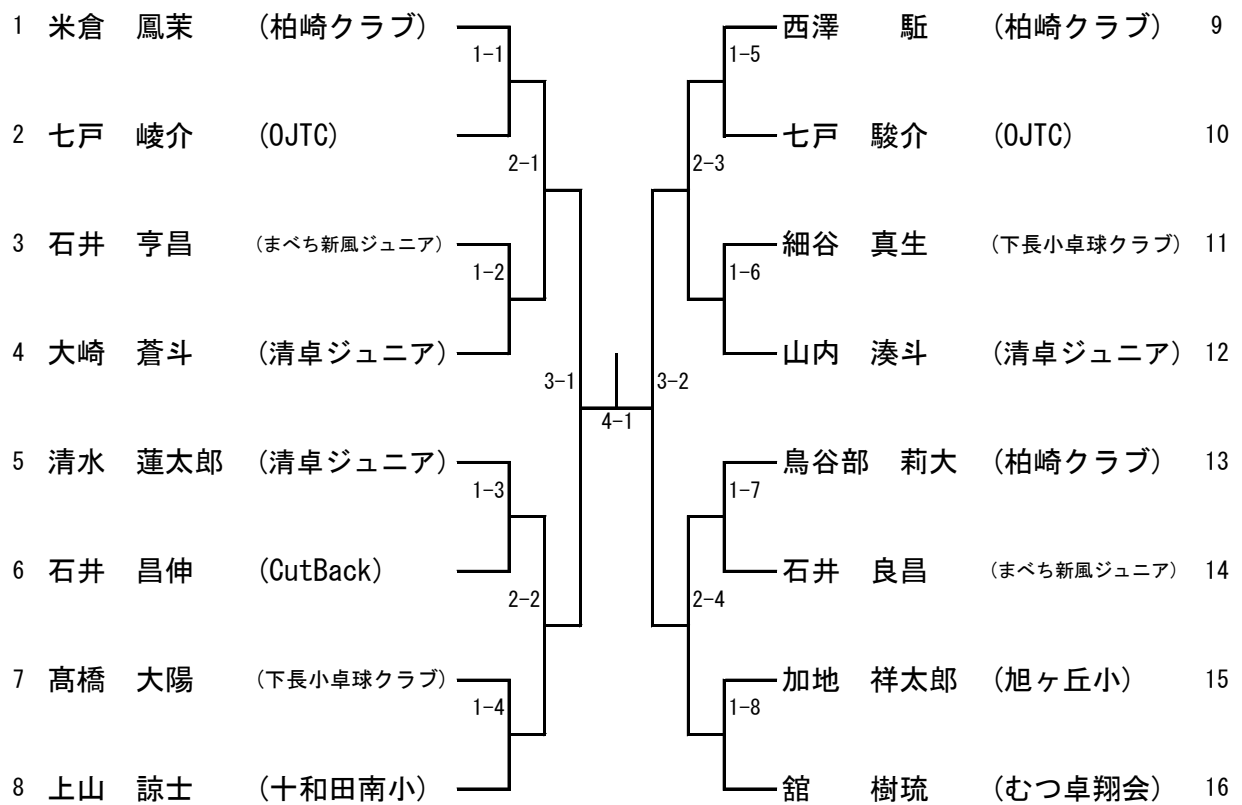 1 米倉 鳳茉 (柏崎クラブ)
1-1
2 七戸 崚介 (OJTC)
2-1
3 石井 亨昌 (まべち新風ジュニア)
1-2
4 大崎 蒼斗 (清卓ジュニア)
3-1
5 清水 蓮太郎 (清卓ジュニア)
1-3
6 石井 昌伸 (CutBack)
2-2
7 髙橋 大陽 (下長小卓球クラブ)
1-4
8 上山 諒士 (十和田南小)
4-1
西澤 駈 (柏崎クラブ) 9
1-5
七戸 駿介 (OJTC) 10
2-3
細谷 真生 (下長小卓球クラブ) 11
1-6
山内 湊斗 (清卓ジュニア) 12
3-2
鳥谷部 莉大 (柏崎クラブ) 13
1-7
石井 良昌 (まべち新風ジュニア) 14
2-4
加地 祥太郎 (旭ヶ丘小) 15
1-8
舘 樹琉 (むつ卓翔会) 16